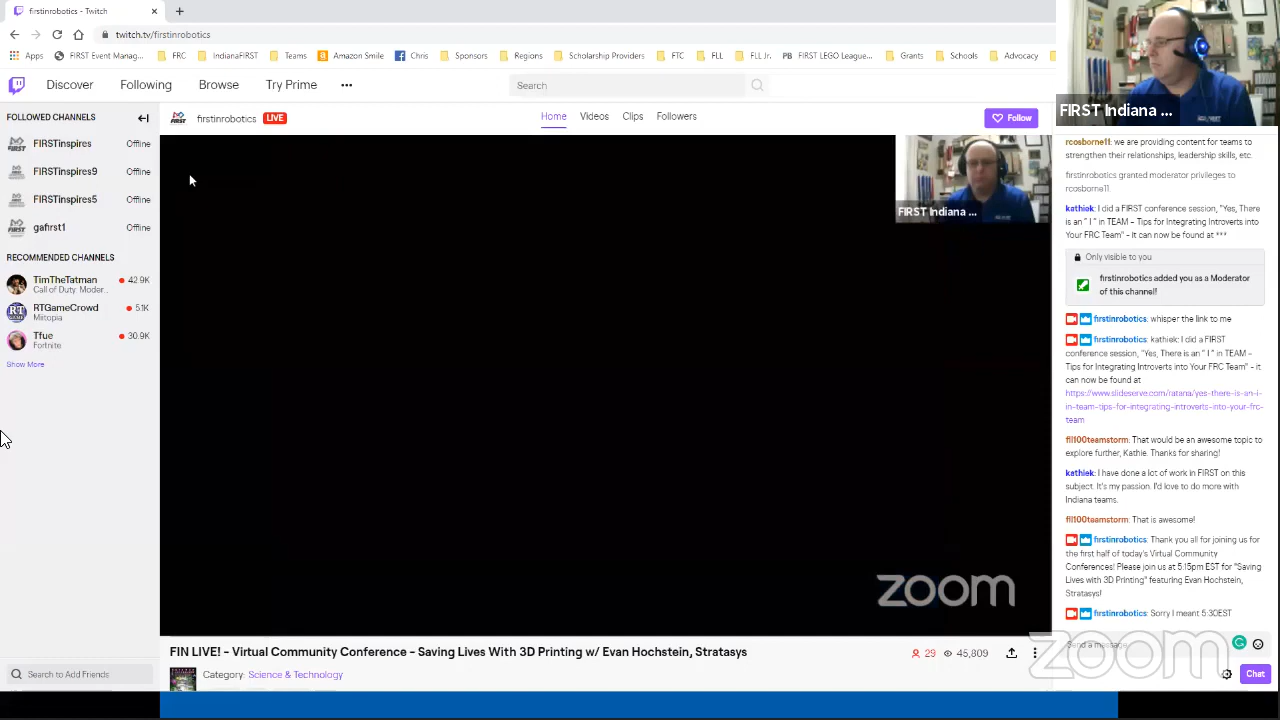 firstinrobotics - Twitch
twitch.tv/firstinrobotics
Apps FIRST Event Manag... FRC IndianaFIRST Teams Amazon Smile Chris Sponsors Regions Scholarship Providers FTC FLL FLL Jr. FIRST LEGO League... Grants Schools Advocacy
Discover Following Browse Try Prime
Search
FOLLOWED CHANNELS
FIRSTinspires Offline
FIRSTinspires9 Offline
FIRSTinspires5 Offline
gafirst1 Offline
RECOMMENDED CHANNELS
TimTheTatman 42.9K
Call of Duty: Moder...
RTGameCrowd 5.1K
Miitopia
Tfue 30.9K
Fortnite
Show More
Search to Add Friends
firstinrobotics LIVE
Home Videos Clips Followers
Follow
FIRST Indiana ...
zoom
FIN LIVE! - Virtual Community Conference - Saving Lives With 3D Printing w/ Evan Hochstein, Stratasys
29 45,809
Category: Science & Technology
FIRST Indiana ...
rcosborne11: we are providing content for teams to
strengthen their relationships, leadership skills, etc.
firstinrobotics granted moderator privileges to
rcosborne11.
kathiek: I did a FIRST conference session, "Yes, There
is an " I " in TEAM – Tips for Integrating Introverts into
Your FRC Team" - It can now be found at ***
Only visible to you
firstinrobotics added you as a Moderator
of this channel!
firstinrobotics: whisper the link to me
firstinrobotics: kathiek: I did a FIRST
conference session, "Yes, There is an " I " in TEAM –
Tips for Integrating Introverts into Your FRC Team" - it
can now be found at
https://www.slideserve.com/ratana/yes-there-is-an-i-
in-team-tips-for-integrating-introverts-into-your-frc-
team
fll100teamstorm: That would be an awesome topic to
explore further, Kathie. Thanks for sharing!
kathiek: I have done a lot of work in FIRST on this
subject. It's my passion. I'd love to do more with
Indiana teams.
fll100teamstorm: That is awesome!
firstinrobotics: Thank you all for joining us for
the first half of today's Virtual Community
Conferences! Please join us at 5:15pm EST for "Saving
Lives with 3D Printing" featuring Evan Hochstein,
Stratasys!
firstinrobotics: Sorry I meant 5:30EST
Send a message
zoom
Chat